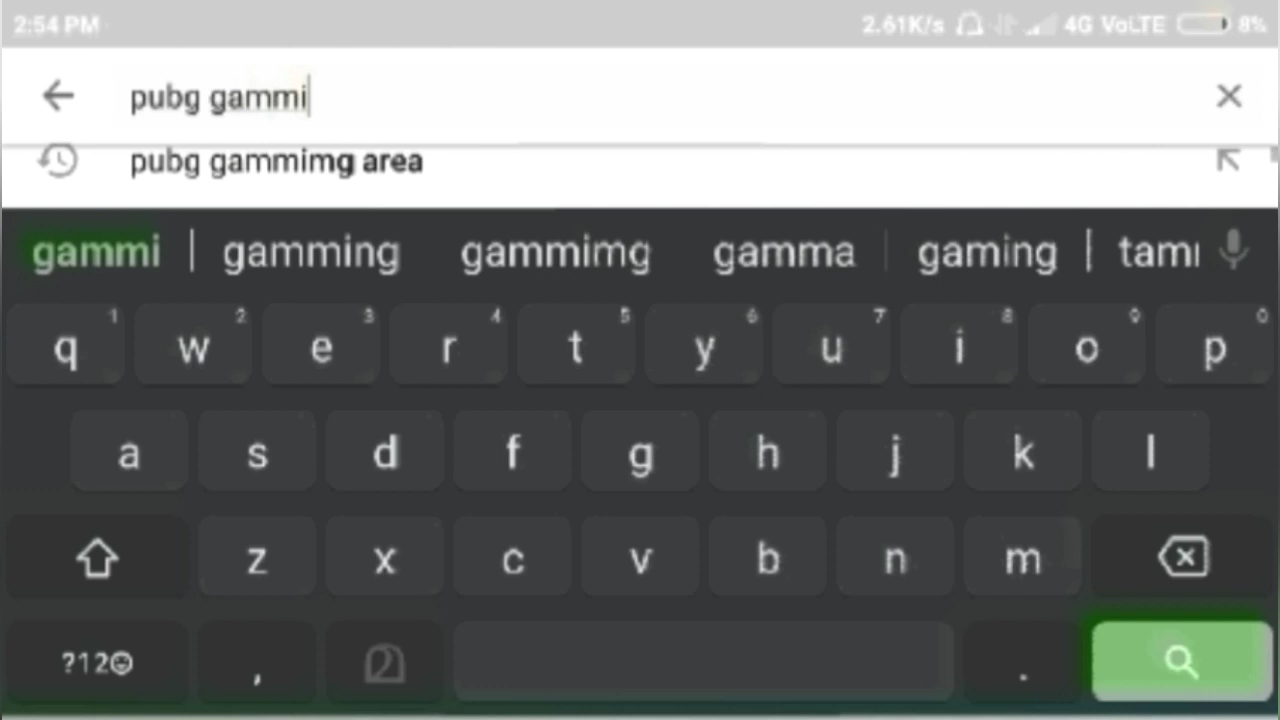 2:54 PM 2.61K/s 4G VoLTE 8%
pubg gammi
pubg gammimg area
gammi gamming gammimg gamma gaming tam
1 2 3 4 5 6 7 8 9 0
q w e r t y u i o p
a s d f g h j k l
z x c v b n m
?12 , .